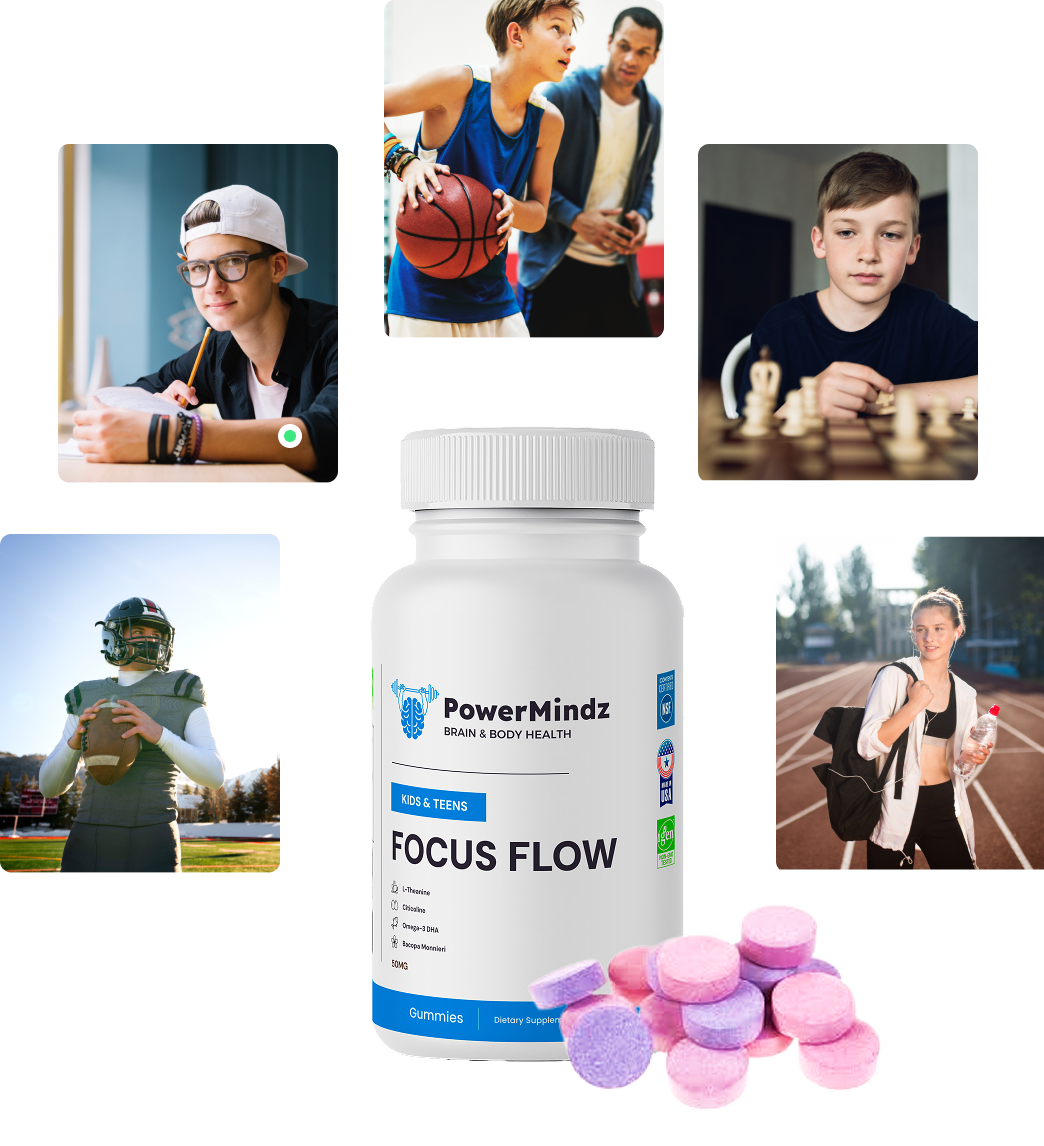 PowerMindz
BRAIN & BODY HEALTH
KIDS & TEENS
FOCUS FLOW
L-Theanine
Citicoline
Omega-3 DHA
Bacopa Monnieri
50MG
Gummies
Dietary
NSF
USA